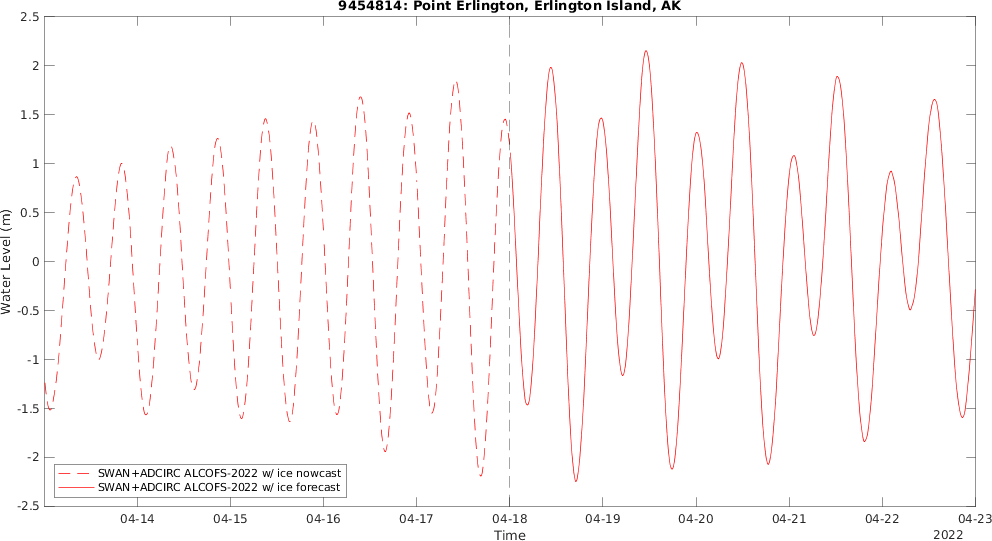 9454814: Point Erlington, Erlington Island, AK
2.5
2
1.5
1
0.5
0
-0.5
-1
-1.5
-2
-2.5
Water Level (m)
SWAN+ADCIRC ALCOFS-2022 w/ ice nowcast
SWAN+ADCIRC ALCOFS-2022 w/ ice forecast
04-14 04-15 04-16 04-17 04-18 04-19 04-20 04-21 04-22 04-23
Time
2022